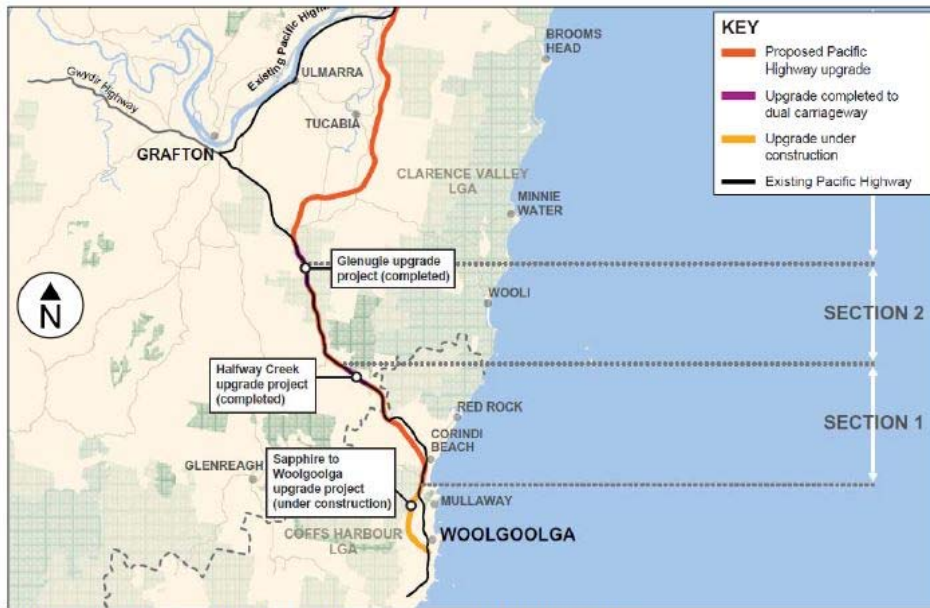 BROOMS
HEAD
Existing Pacific Highway
ULMARRA
Gwydir Highway
TUCABIA
GRAFTON
CLARENCE VALLEY
LGA
MINNIE
WATER
Glenugie upgrade
project (completed)
WOOLI
N
Halfway Creek
upgrade project
(completed)
RED ROCK
CORINDI
BEACH
GLENREAGH
Sapphire to
Woolgoolga
upgrade project
(under construction)
MULLAWAY
COFFS HARBOUR
LGA
WOOLGOOLGA
KEY
Proposed Pacific
Highway upgrade
Upgrade completed to
dual carriageway
Upgrade under
construction
Existing Pacific Highway
SECTION 2
SECTION 1